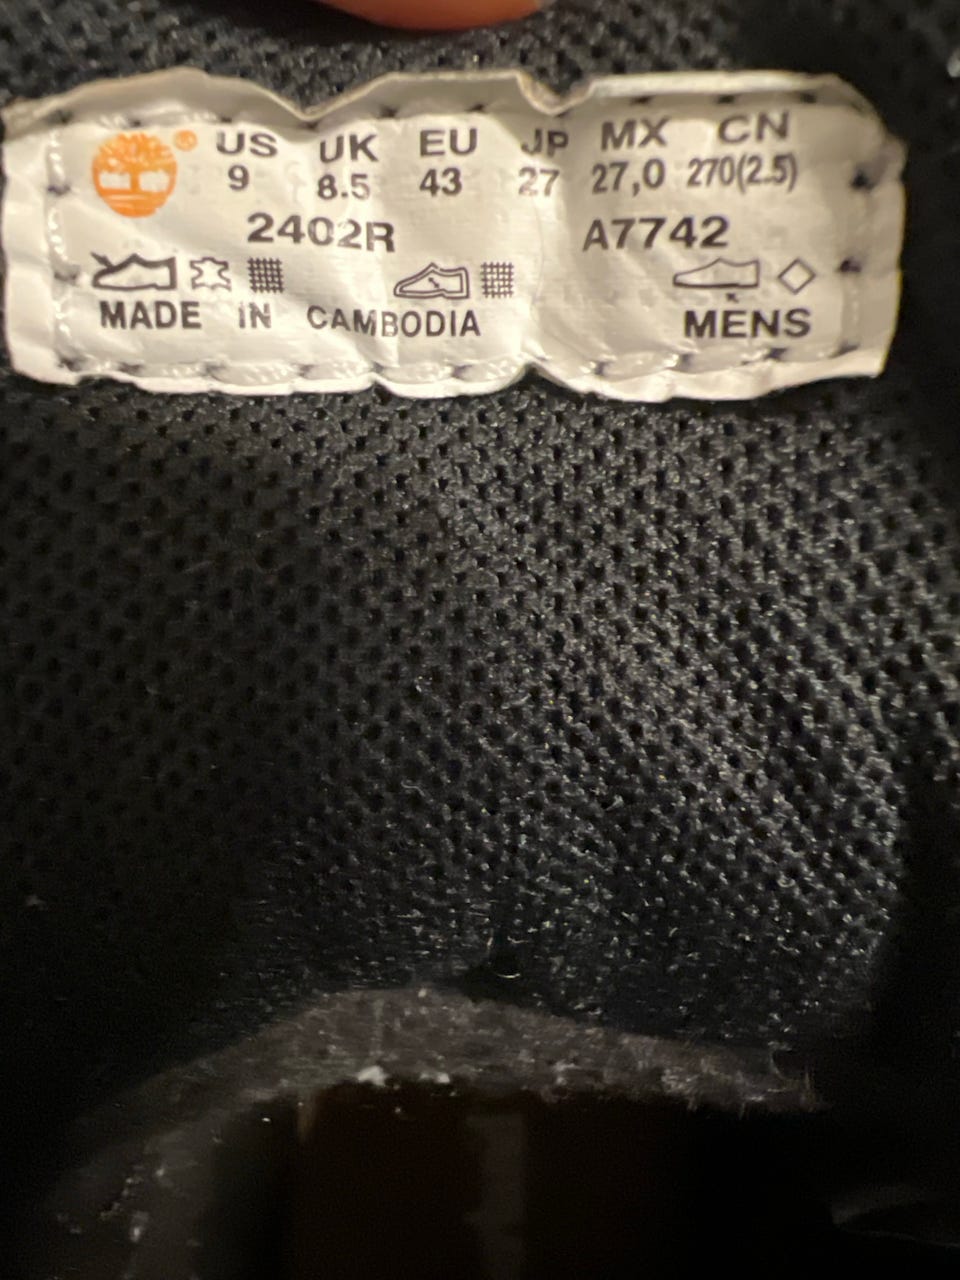 ® US UK EU JP MX CN
9 8.5 43 27 27,0 270(2.5)
2402R A7742
MADE IN CAMBODIA MENS